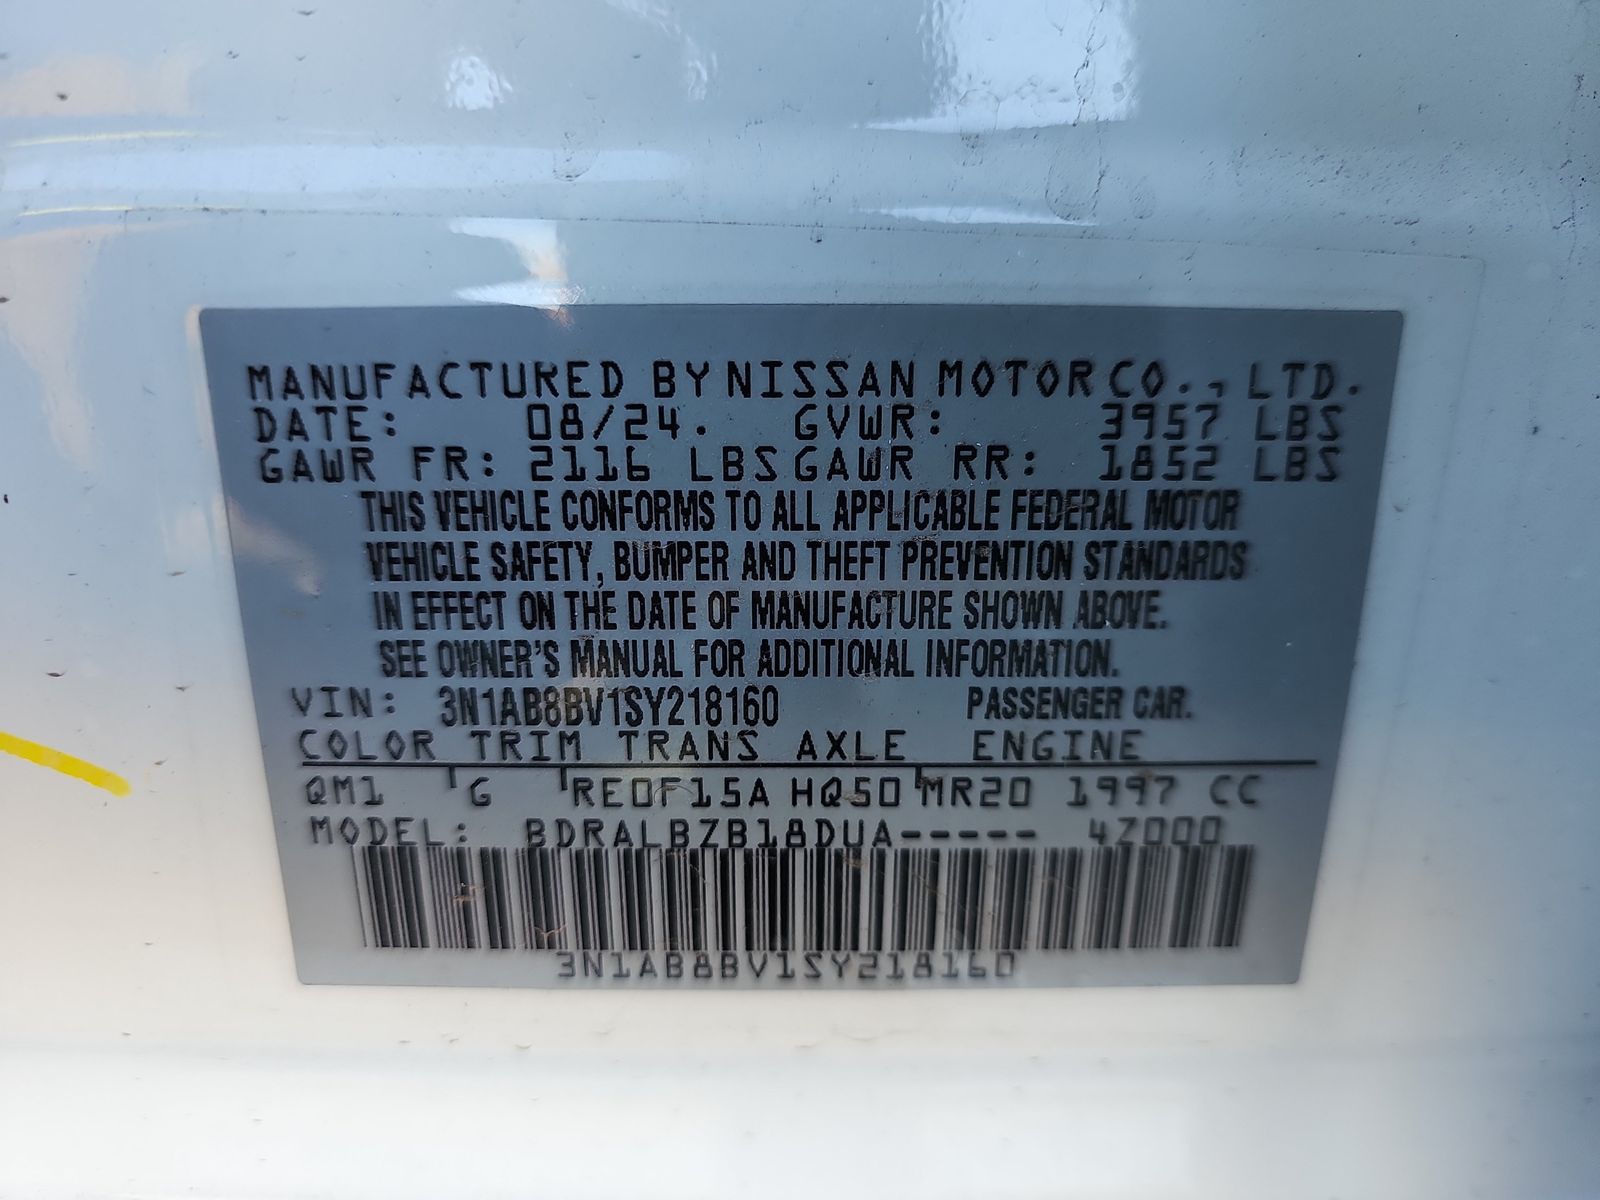 MANUFACTURED BY NISSAN MOTOR CO., LTD.
DATE: 08/24. GVWR: 3957 LBS
GAWR FR: 2116 LBS GAWR RR: 1852 LBS
THIS VEHICLE CONFORMS TO ALL APPLICABLE FEDERAL MOTOR
VEHICLE SAFETY, BUMPER AND THEFT PREVENTION STANDARDS
IN EFFECT ON THE DATE OF MANUFACTURE SHOWN ABOVE.
SEE OWNER'S MANUAL FOR ADDITIONAL INFORMATION.
VIN: 3N1AB8BV1SY218160 PASSENGER CAR.
COLOR TRIM TRANS AXLE ENGINE
QM1 G RE0F15A HQ50 MR20 1997 CC
MODEL: BDRALBZB18DUA----- 4Z000
3N1AB8BV1SY218160